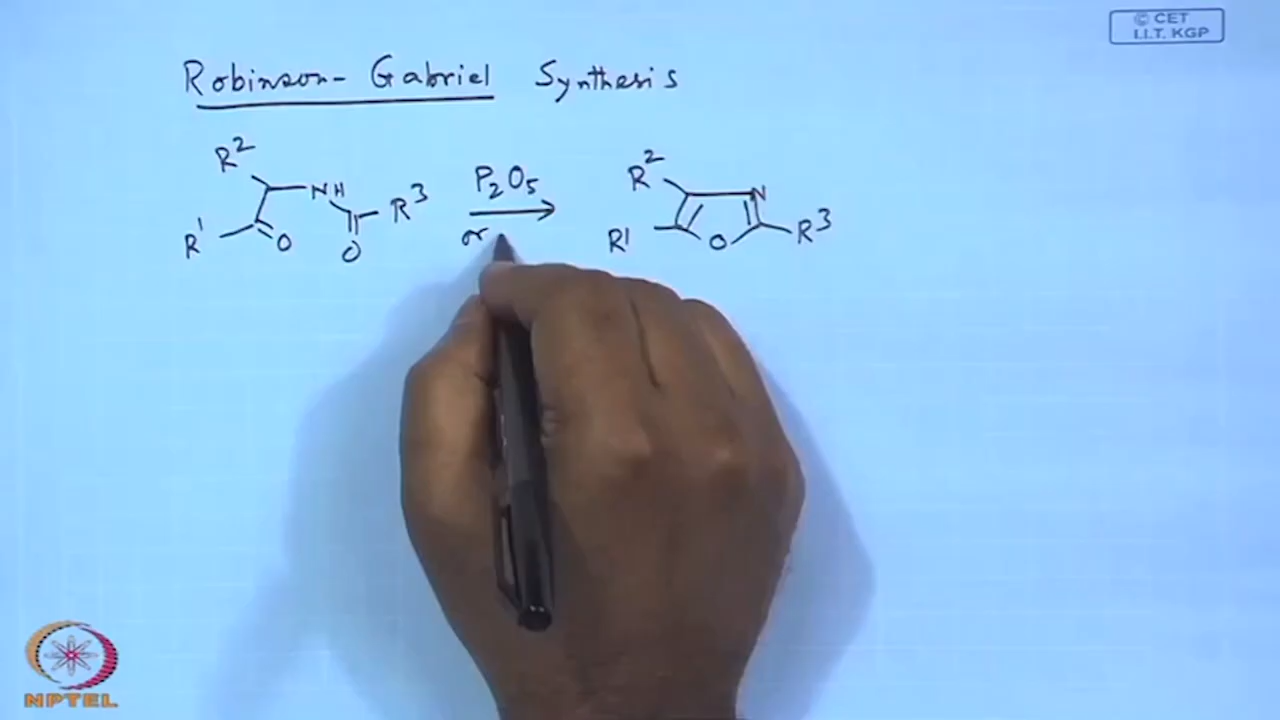 © CET
I.I.T. KGP
Robinson-Gabriel Synthesis
R² NH R³ R¹ O O
P₂O₅
or
R² N R¹ O R³
NPTEL